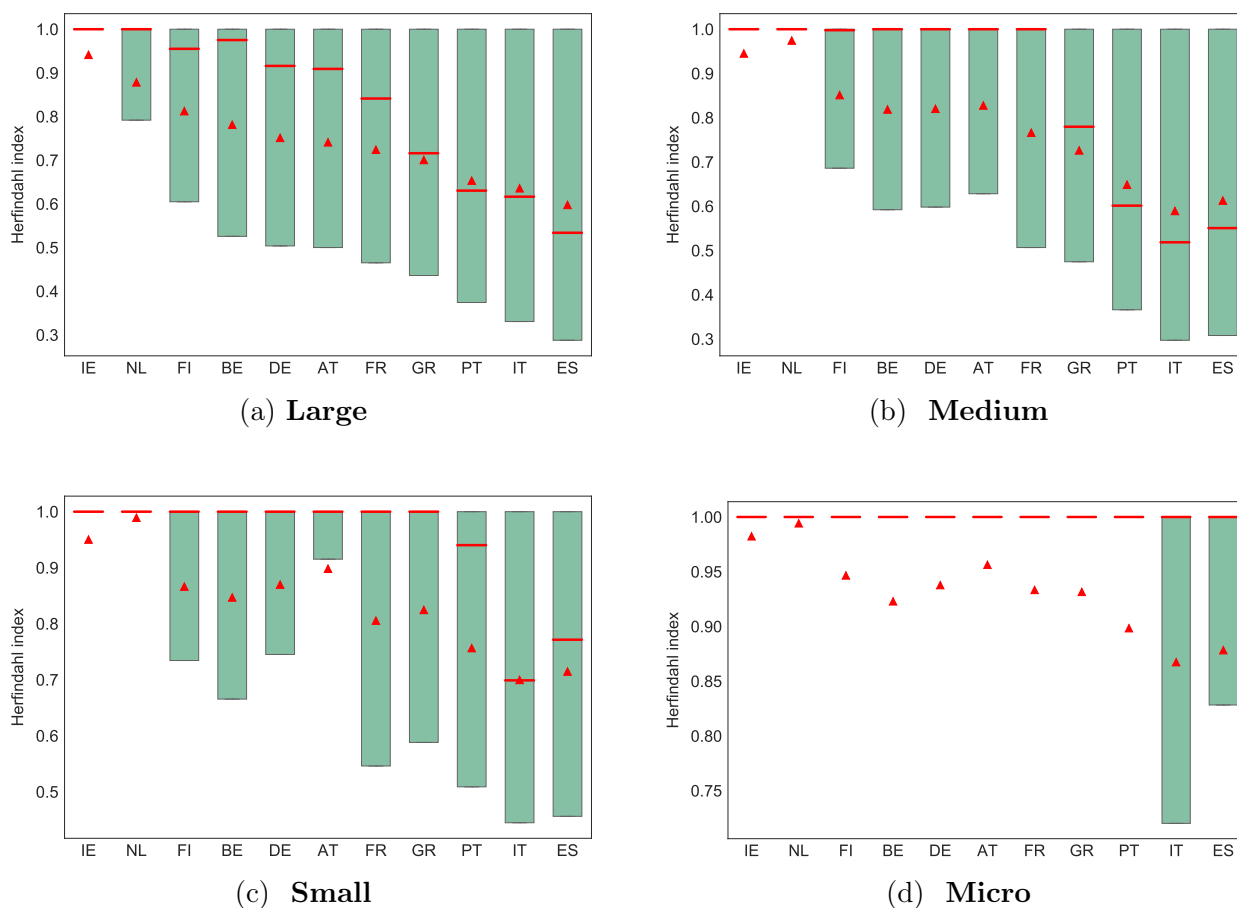 1.0
0.9
0.8
0.7
0.6
0.5
0.4
0.3
Herfindahl index
IE NL FI BE DE AT FR GR PT IT ES
(a) Large
1.0
0.9
0.8
0.7
0.6
0.5
0.4
0.3
Herfindahl index
IE NL FI BE DE AT FR GR PT IT ES
(b) Medium
1.0
0.9
0.8
0.7
0.6
0.5
Herfindahl index
IE NL FI BE DE AT FR GR PT IT ES
(c) Small
1.00
0.95
0.90
0.85
0.80
0.75
Herfindahl index
IE NL FI BE DE AT FR GR PT IT ES
(d) Micro